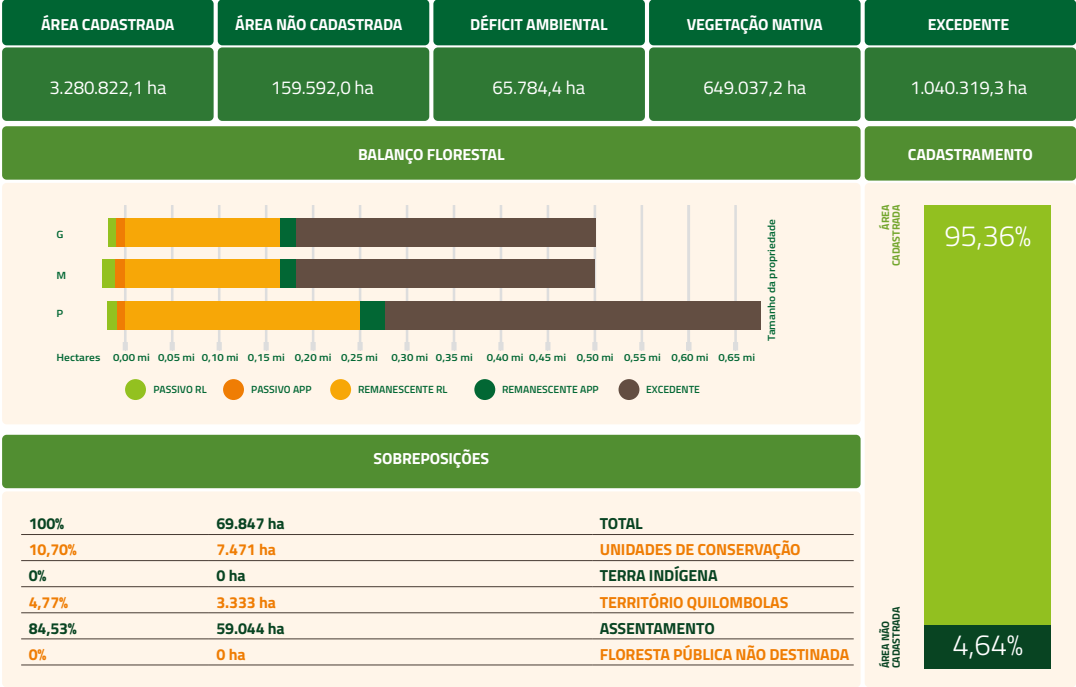 ÁREA CADASTRADA
ÁREA NÃO CADASTRADA
DÉFICIT AMBIENTAL
VEGETAÇÃO NATIVA
EXCEDENTE
3.280.822,1 ha
159.592,0 ha
65.784,4 ha
649.037,2 ha
1.040.319,3 ha
BALANÇO FLORESTAL
CADASTRAMENTO
G
M
P
Tamanho da propriedade
Hectares 0,00 mi 0,05 mi 0,10 mi 0,15 mi 0,20 mi 0,25 mi 0,30 mi 0,35 mi 0,40 mi 0,45 mi 0,50 mi 0,55 mi 0,60 mi 0,65 mi
PASSIVO RL
PASSIVO APP
REMANESCENTE RL
REMANESCENTE APP
EXCEDENTE
ÁREA
CADASTRADA
95,36%
ÁREA NÃO
CADASTRADA
4,64%
SOBREPOSIÇÕES
100% 69.847 ha TOTAL
10,70% 7.471 ha UNIDADES DE CONSERVAÇÃO
0% 0 ha TERRA INDÍGENA
4,77% 3.333 ha TERRITÓRIO QUILOMBOLAS
84,53% 59.044 ha ASSENTAMENTO
0% 0 ha FLORESTA PÚBLICA NÃO DESTINADA